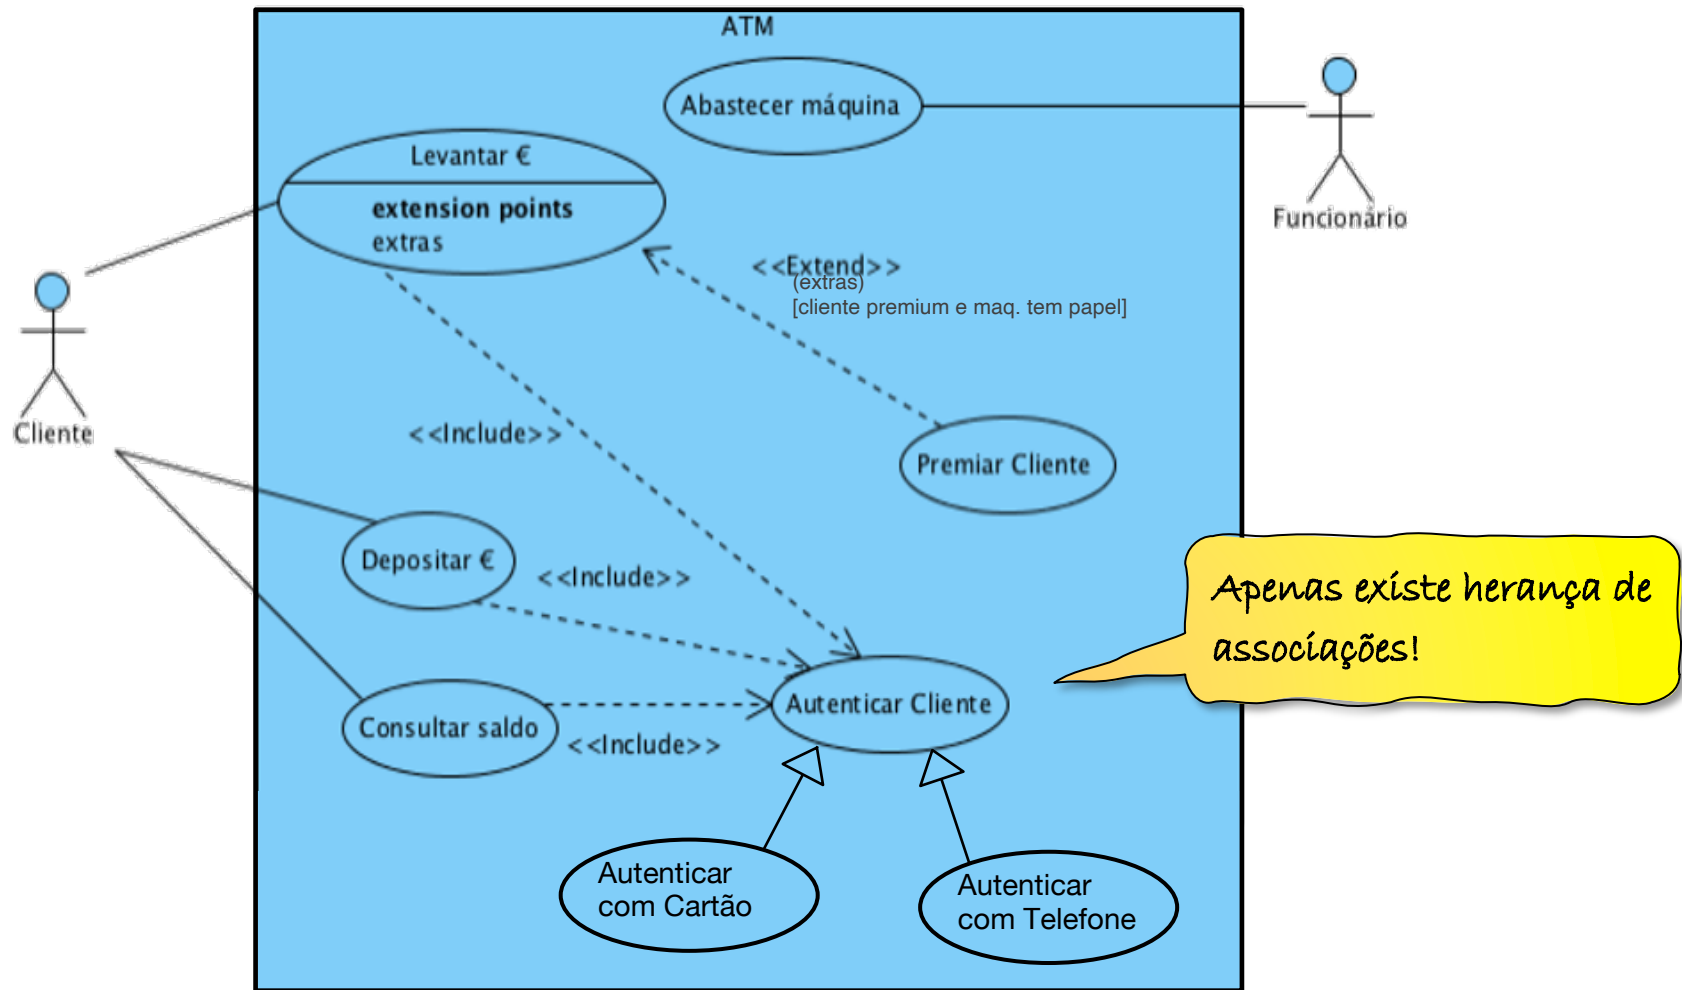 ATM
Abastecer máquina
Levantar €
extension points
extras
Funcionário
<<Extend>>
(extras)
[cliente premium e maq. tem papel]
Cliente
<<Include>>
Premiar Cliente
Depositar €
<<Include>>
Apenas existe herança de
associações!
Autenticar Cliente
Consultar saldo
<<Include>>
Autenticar
com Cartão
Autenticar
com Telefone